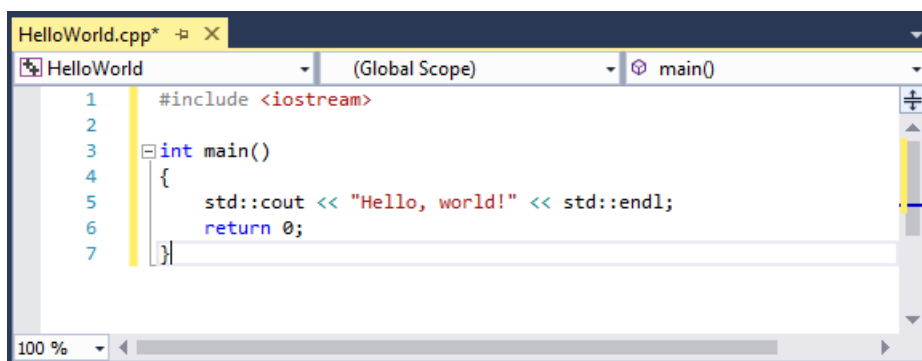 HelloWorld.cpp*
HelloWorld (Global Scope) main()
1 #include <iostream>
2
3 int main()
4 {
5 std::cout << "Hello, world!" << std::endl;
6 return 0;
7 }
100 %